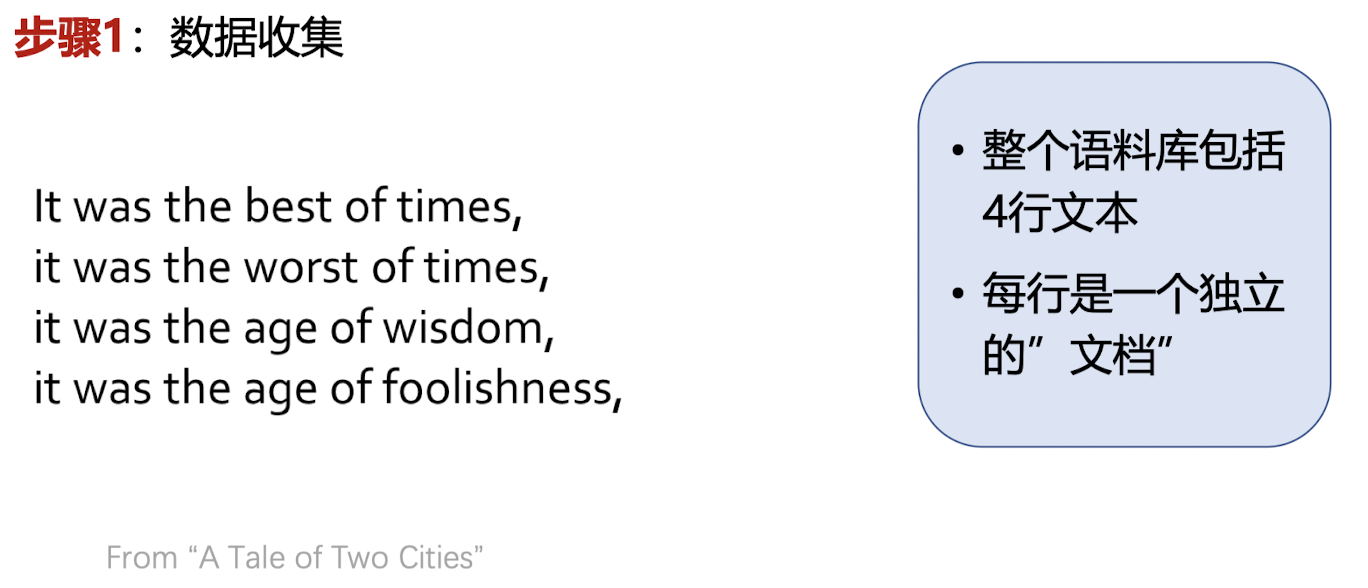 步骤1：数据收集
It was the best of times,
it was the worst of times,
it was the age of wisdom,
it was the age of foolishness,
• 整个语料库包括
4行文本
• 每行是一个独立
的”文档”
From “A Tale of Two Cities”